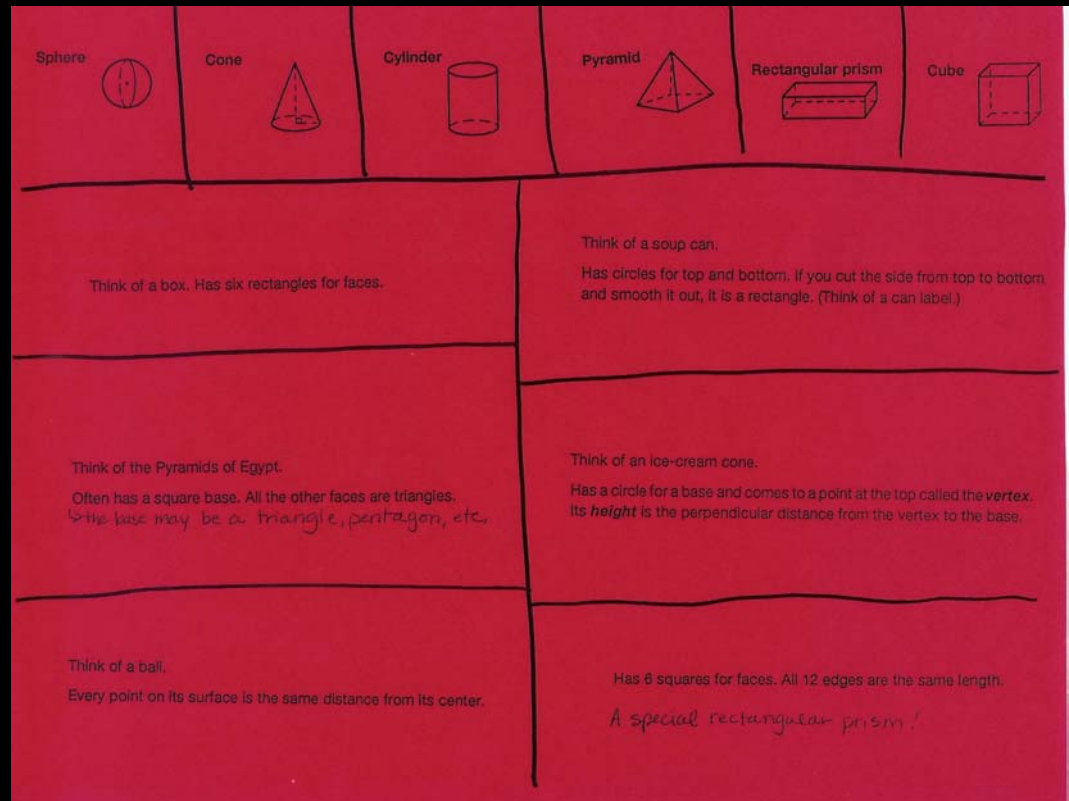 Sphere
Cone
Cylinder
Pyramid
Rectangular prism
Cube
Think of a box. Has six rectangles for faces.
Think of a soup can.
Has circles for top and bottom. If you cut the side from top to bottom
and smooth it out, it is a rectangle. (Think of a can label.)
Think of the Pyramids of Egypt.
Often has a square base. All the other faces are triangles.
↳ the base may be a triangle, pentagon, etc.
Think of an ice-cream cone.
Has a circle for a base and comes to a point at the top called the vertex.
Its height is the perpendicular distance from the vertex to the base.
Think of a ball.
Every point on its surface is the same distance from its center.
Has 6 squares for faces. All 12 edges are the same length.
A special rectangular prism!